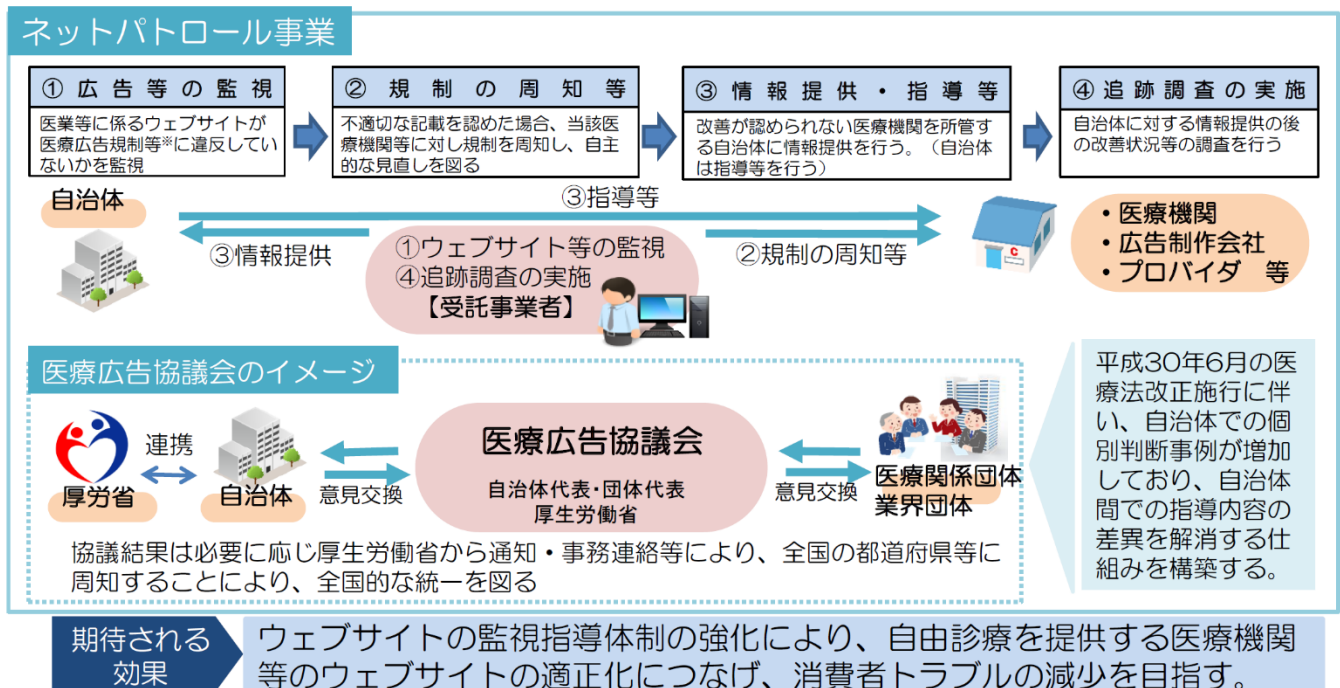 ネットパトロール事業
①広告等の監視
医業等に係るウェブサイトが
医療広告規制等※に違反してい
ないかを監視
②規制の周知等
不適切な記載を認めた場合、当該医
療機関等に対し規制を周知し、自主
的な見直しを図る
③情報提供・指導等
改善が認められない医療機関を所管す
る自治体に情報提供を行う。（自治体
は指導等を行う）
④追跡調査の実施
自治体に対する情報提供の後
の改善状況等の調査を行う
自治体
③指導等
③情報提供
①ウェブサイト等の監視
④追跡調査の実施
【受託事業者】
②規制の周知等
C
・医療機関
・広告制作会社
・プロバイダ 等
医療広告協議会のイメージ
厚労省
連携
自治体
意見交換
医療広告協議会
自治体代表・団体代表
厚生労働省
意見交換
医療関係団体
業界団体
協議結果は必要に応じ厚生労働省から通知・事務連絡等により、全国の都道府県等に
周知することにより、全国的な統一を図る
平成30年6月の医
療法改正施行に伴
い、自治体での個
別判断事例が増加
しており、自治体
間での指導内容の
差異を解消する仕
組みを構築する。
期待される
効果
ウェブサイトの監視指導体制の強化により、自由診療を提供する医療機関
等のウェブサイトの適正化につなげ、消費者トラブルの減少を目指す。